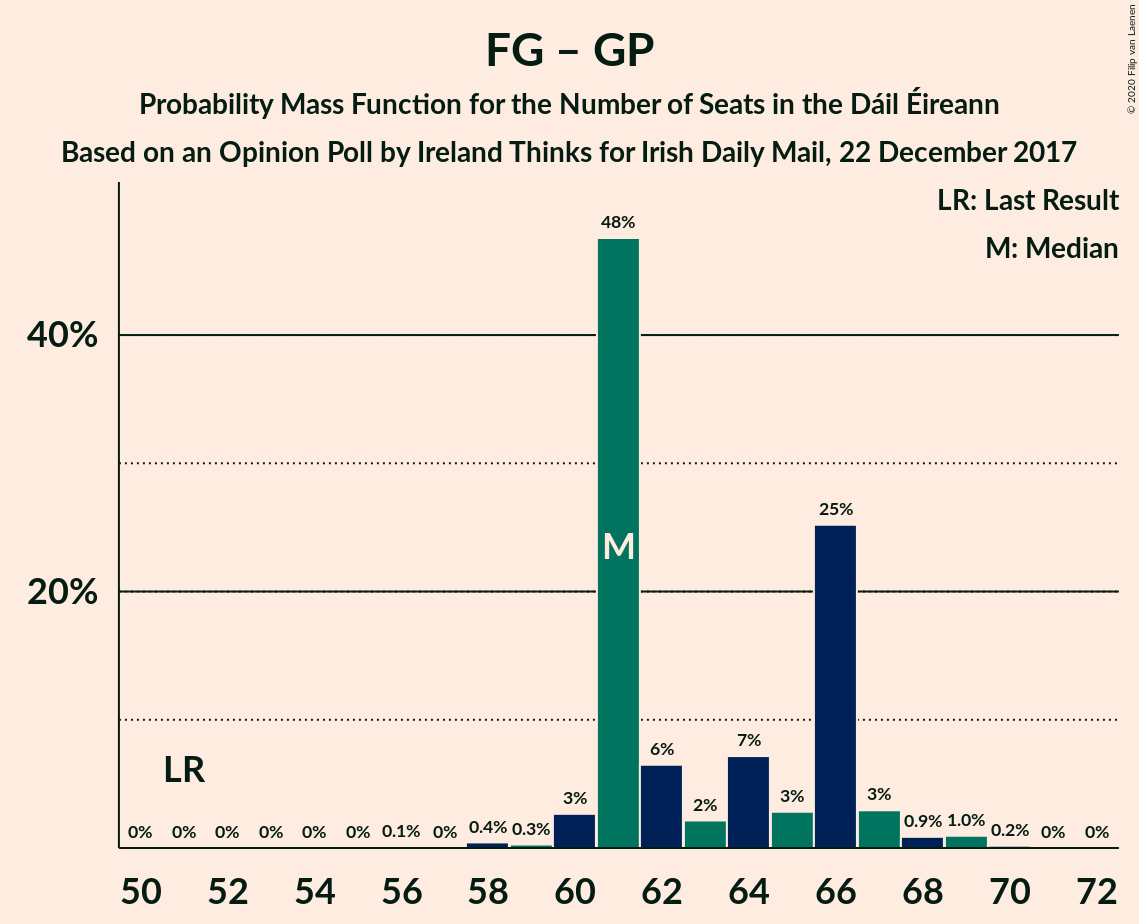 © 2020 Filip van Laenen
FG – GP
Probability Mass Function for the Number of Seats in the Dáil Éireann
Based on an Opinion Poll by Ireland Thinks for Irish Daily Mail, 22 December 2017
LR: Last Result
M: Median
48%
40%
M
25%
20%
LR
0% 0% 0% 0% 0% 0% 0.1% 0% 0.4% 0.3% 3% 6% 2% 7% 3% 3% 0.9% 1.0% 0.2% 0% 0%
50 52 54 56 58 60 62 64 66 68 70 72